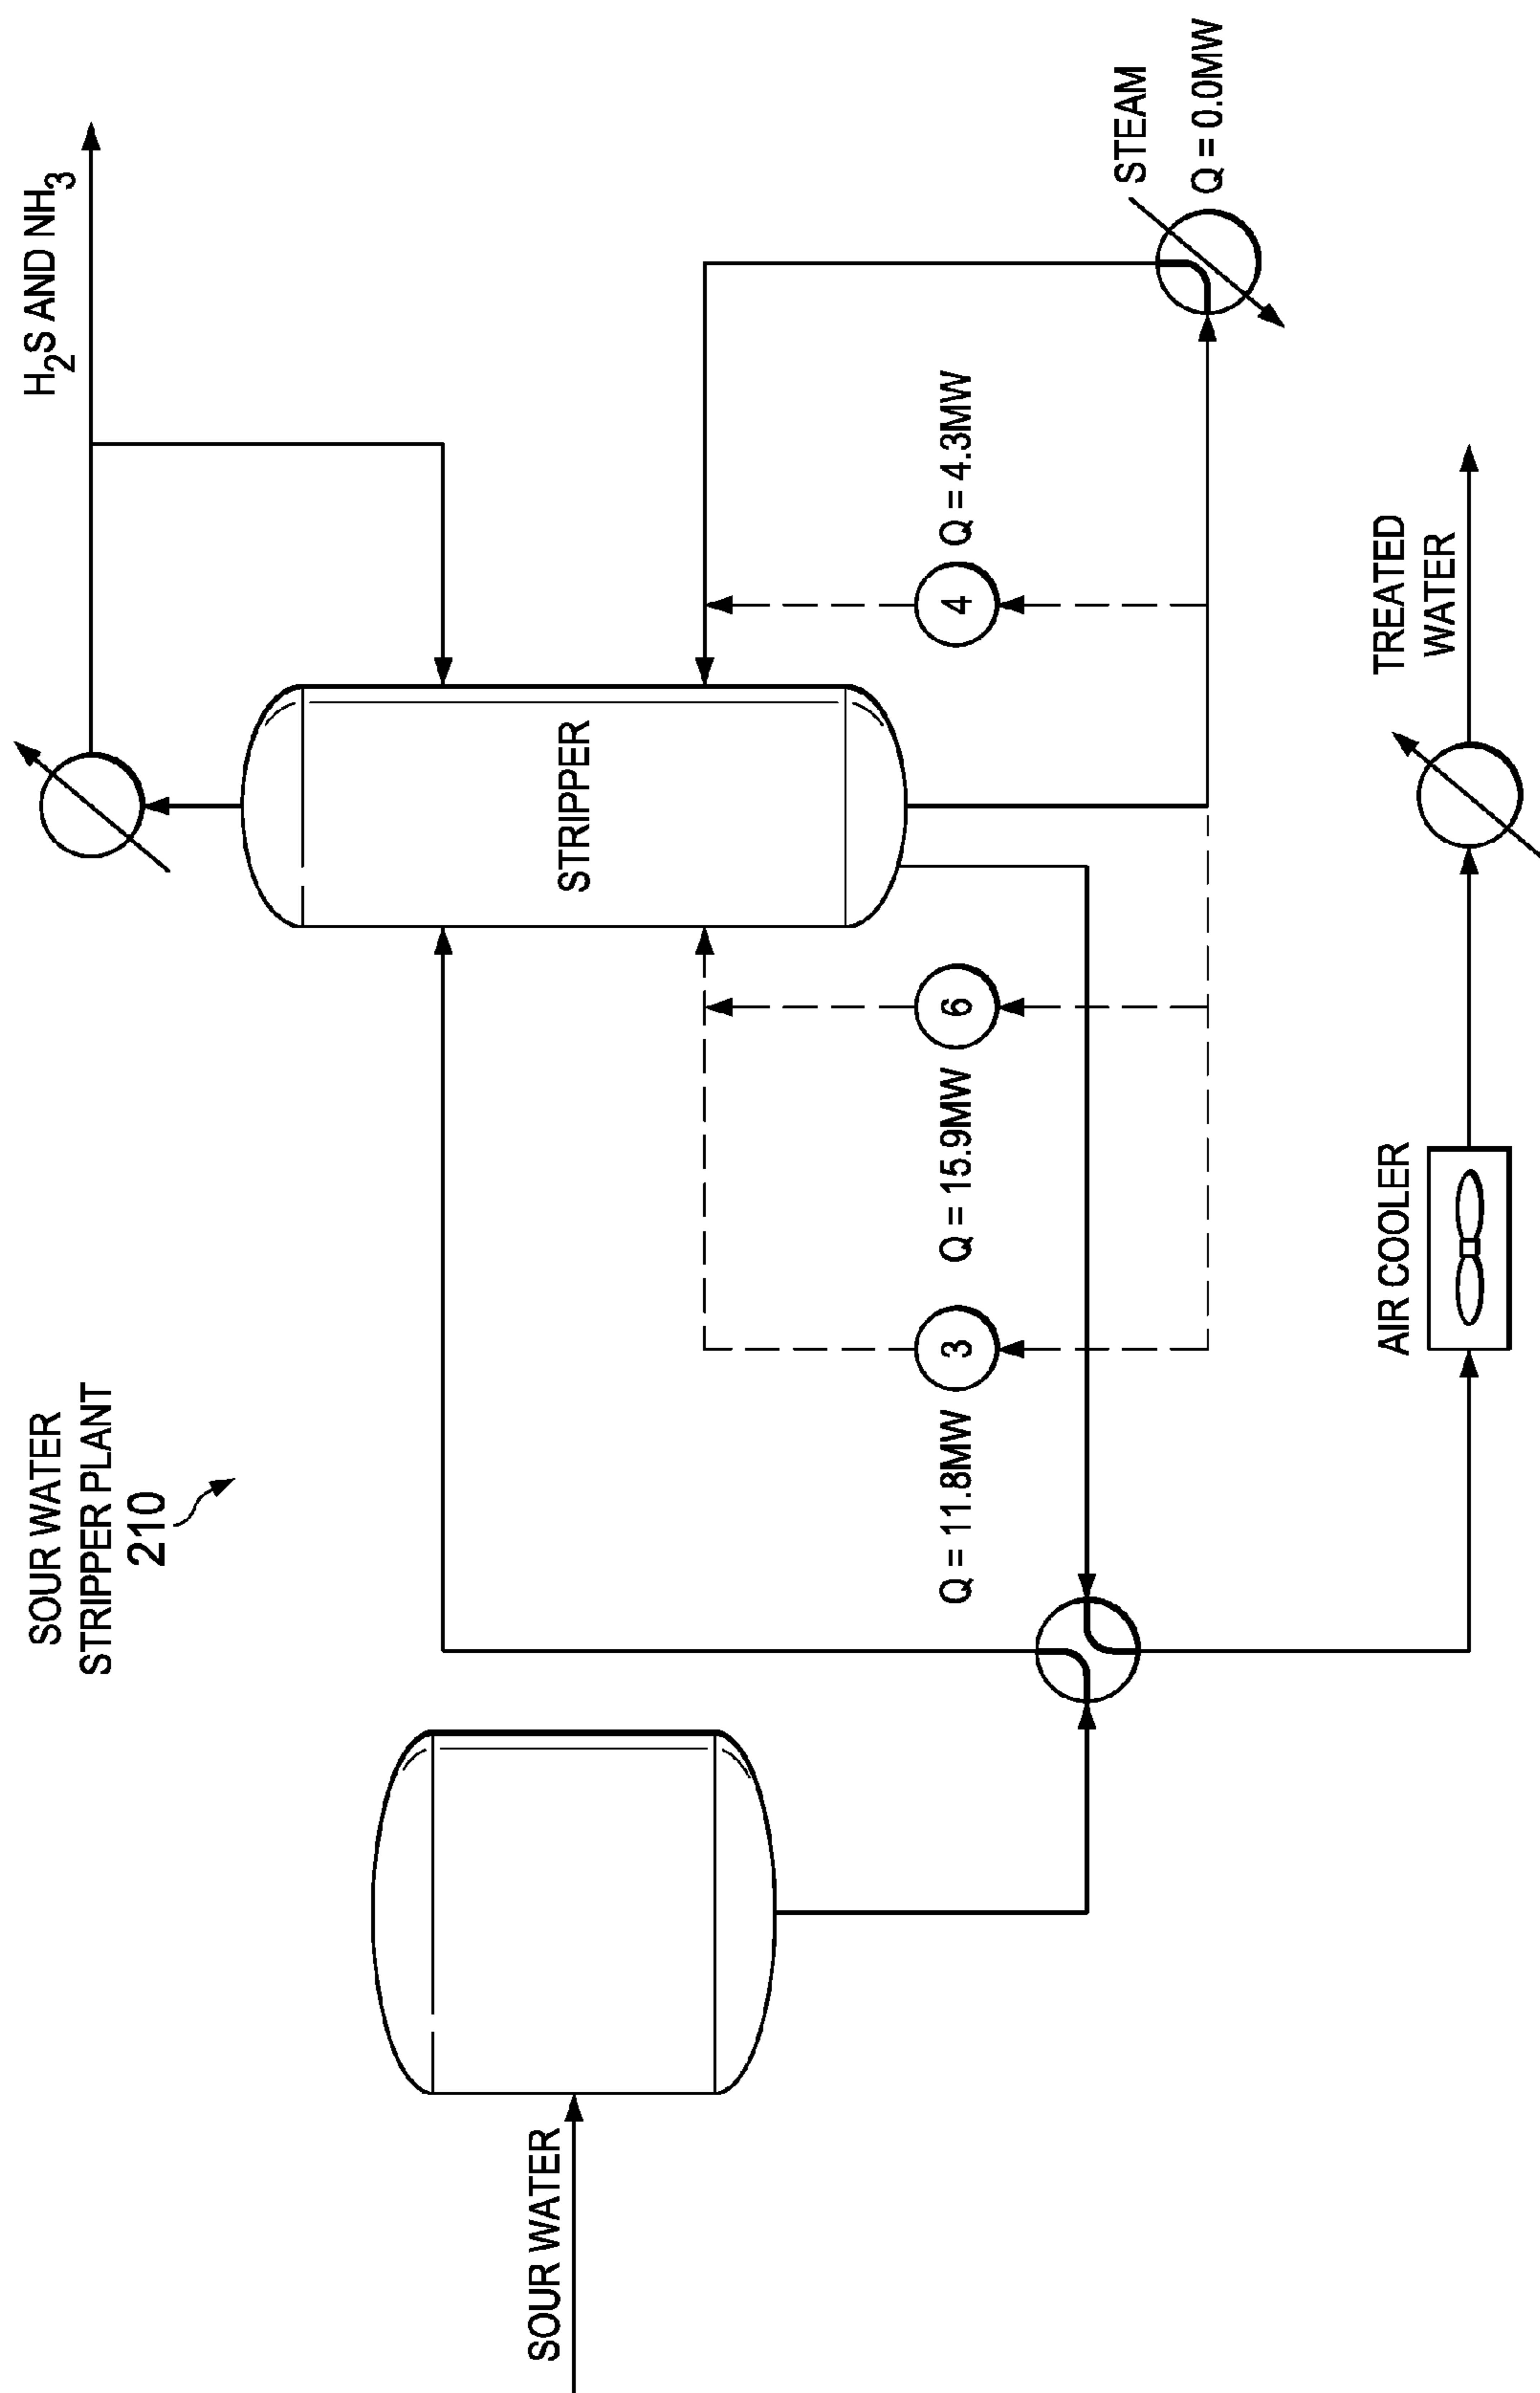 SOUR WATER
STRIPPER PLANT
210
H2S AND NH3
SOUR WATER
STRIPPER
Q = 11.8MW
3
Q = 15.9MW
6
4
Q = 4.3MW
STEAM
Q = 0.0MW
AIR COOLER
TREATED
WATER